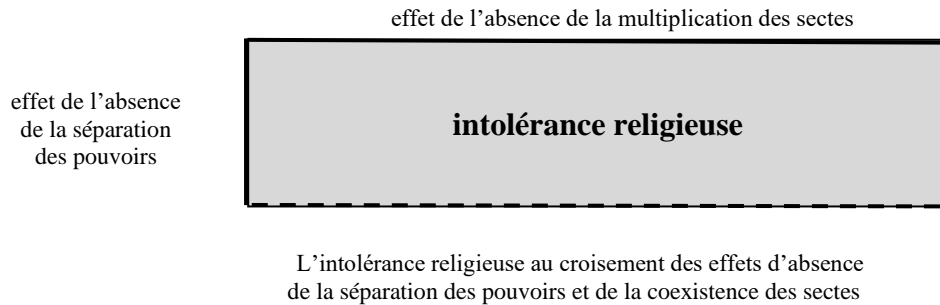 effet de l’absence de la multiplication des sectes
effet de l’absence
de la séparation
des pouvoirs
intolérance religieuse
L’intolérance religieuse au croisement des effets d’absence
de la séparation des pouvoirs et de la coexistence des sectes